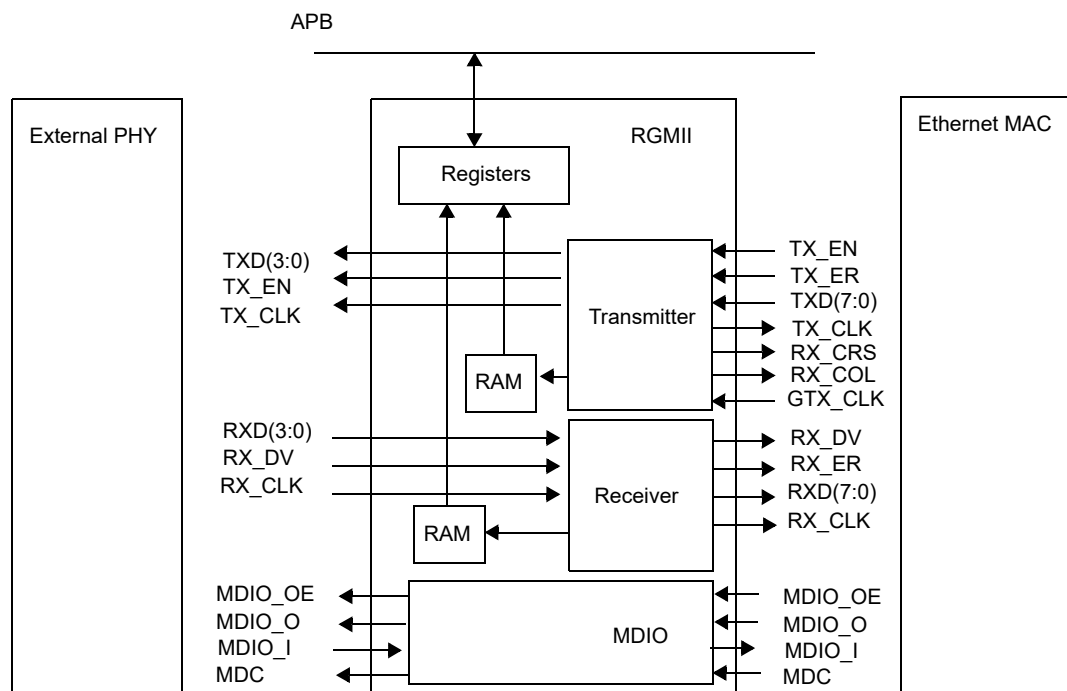 APB
External PHY
RGMII
Ethernet MAC
Registers
TXD(3:0)
TX_EN
TX_CLK
Transmitter
TX_EN
TX_ER
TXD(7:0)
TX_CLK
RX_CRS
RX_COL
GTX_CLK
RAM
RXD(3:0)
RX_DV
RX_CLK
Receiver
RX_DV
RX_ER
RXD(7:0)
RX_CLK
RAM
MDIO_OE
MDIO_O
MDIO_I
MDC
MDIO
MDIO_OE
MDIO_O
MDIO_I
MDC